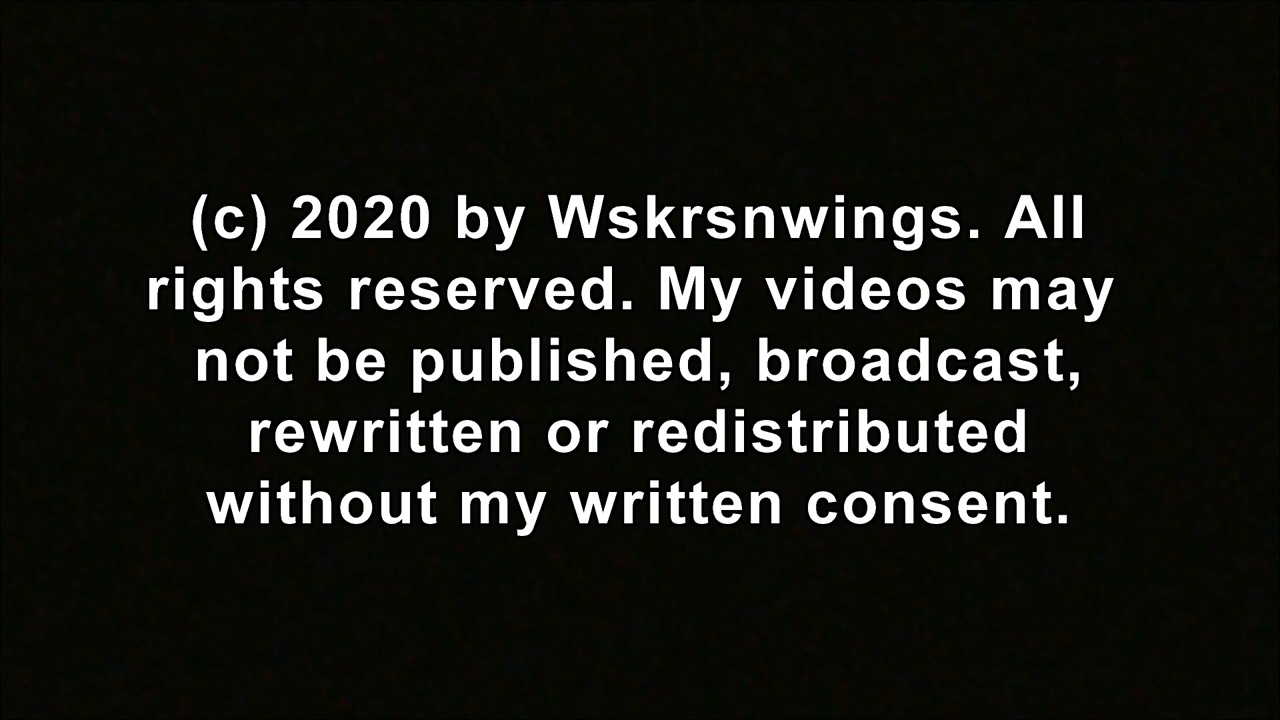 (c) 2020 by Wskrsnwings. All
rights reserved. My videos may
not be published, broadcast,
rewritten or redistributed
without my written consent.